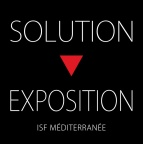 SOLUTION
EXPOSITION
ISF MÉDITERRANÉE